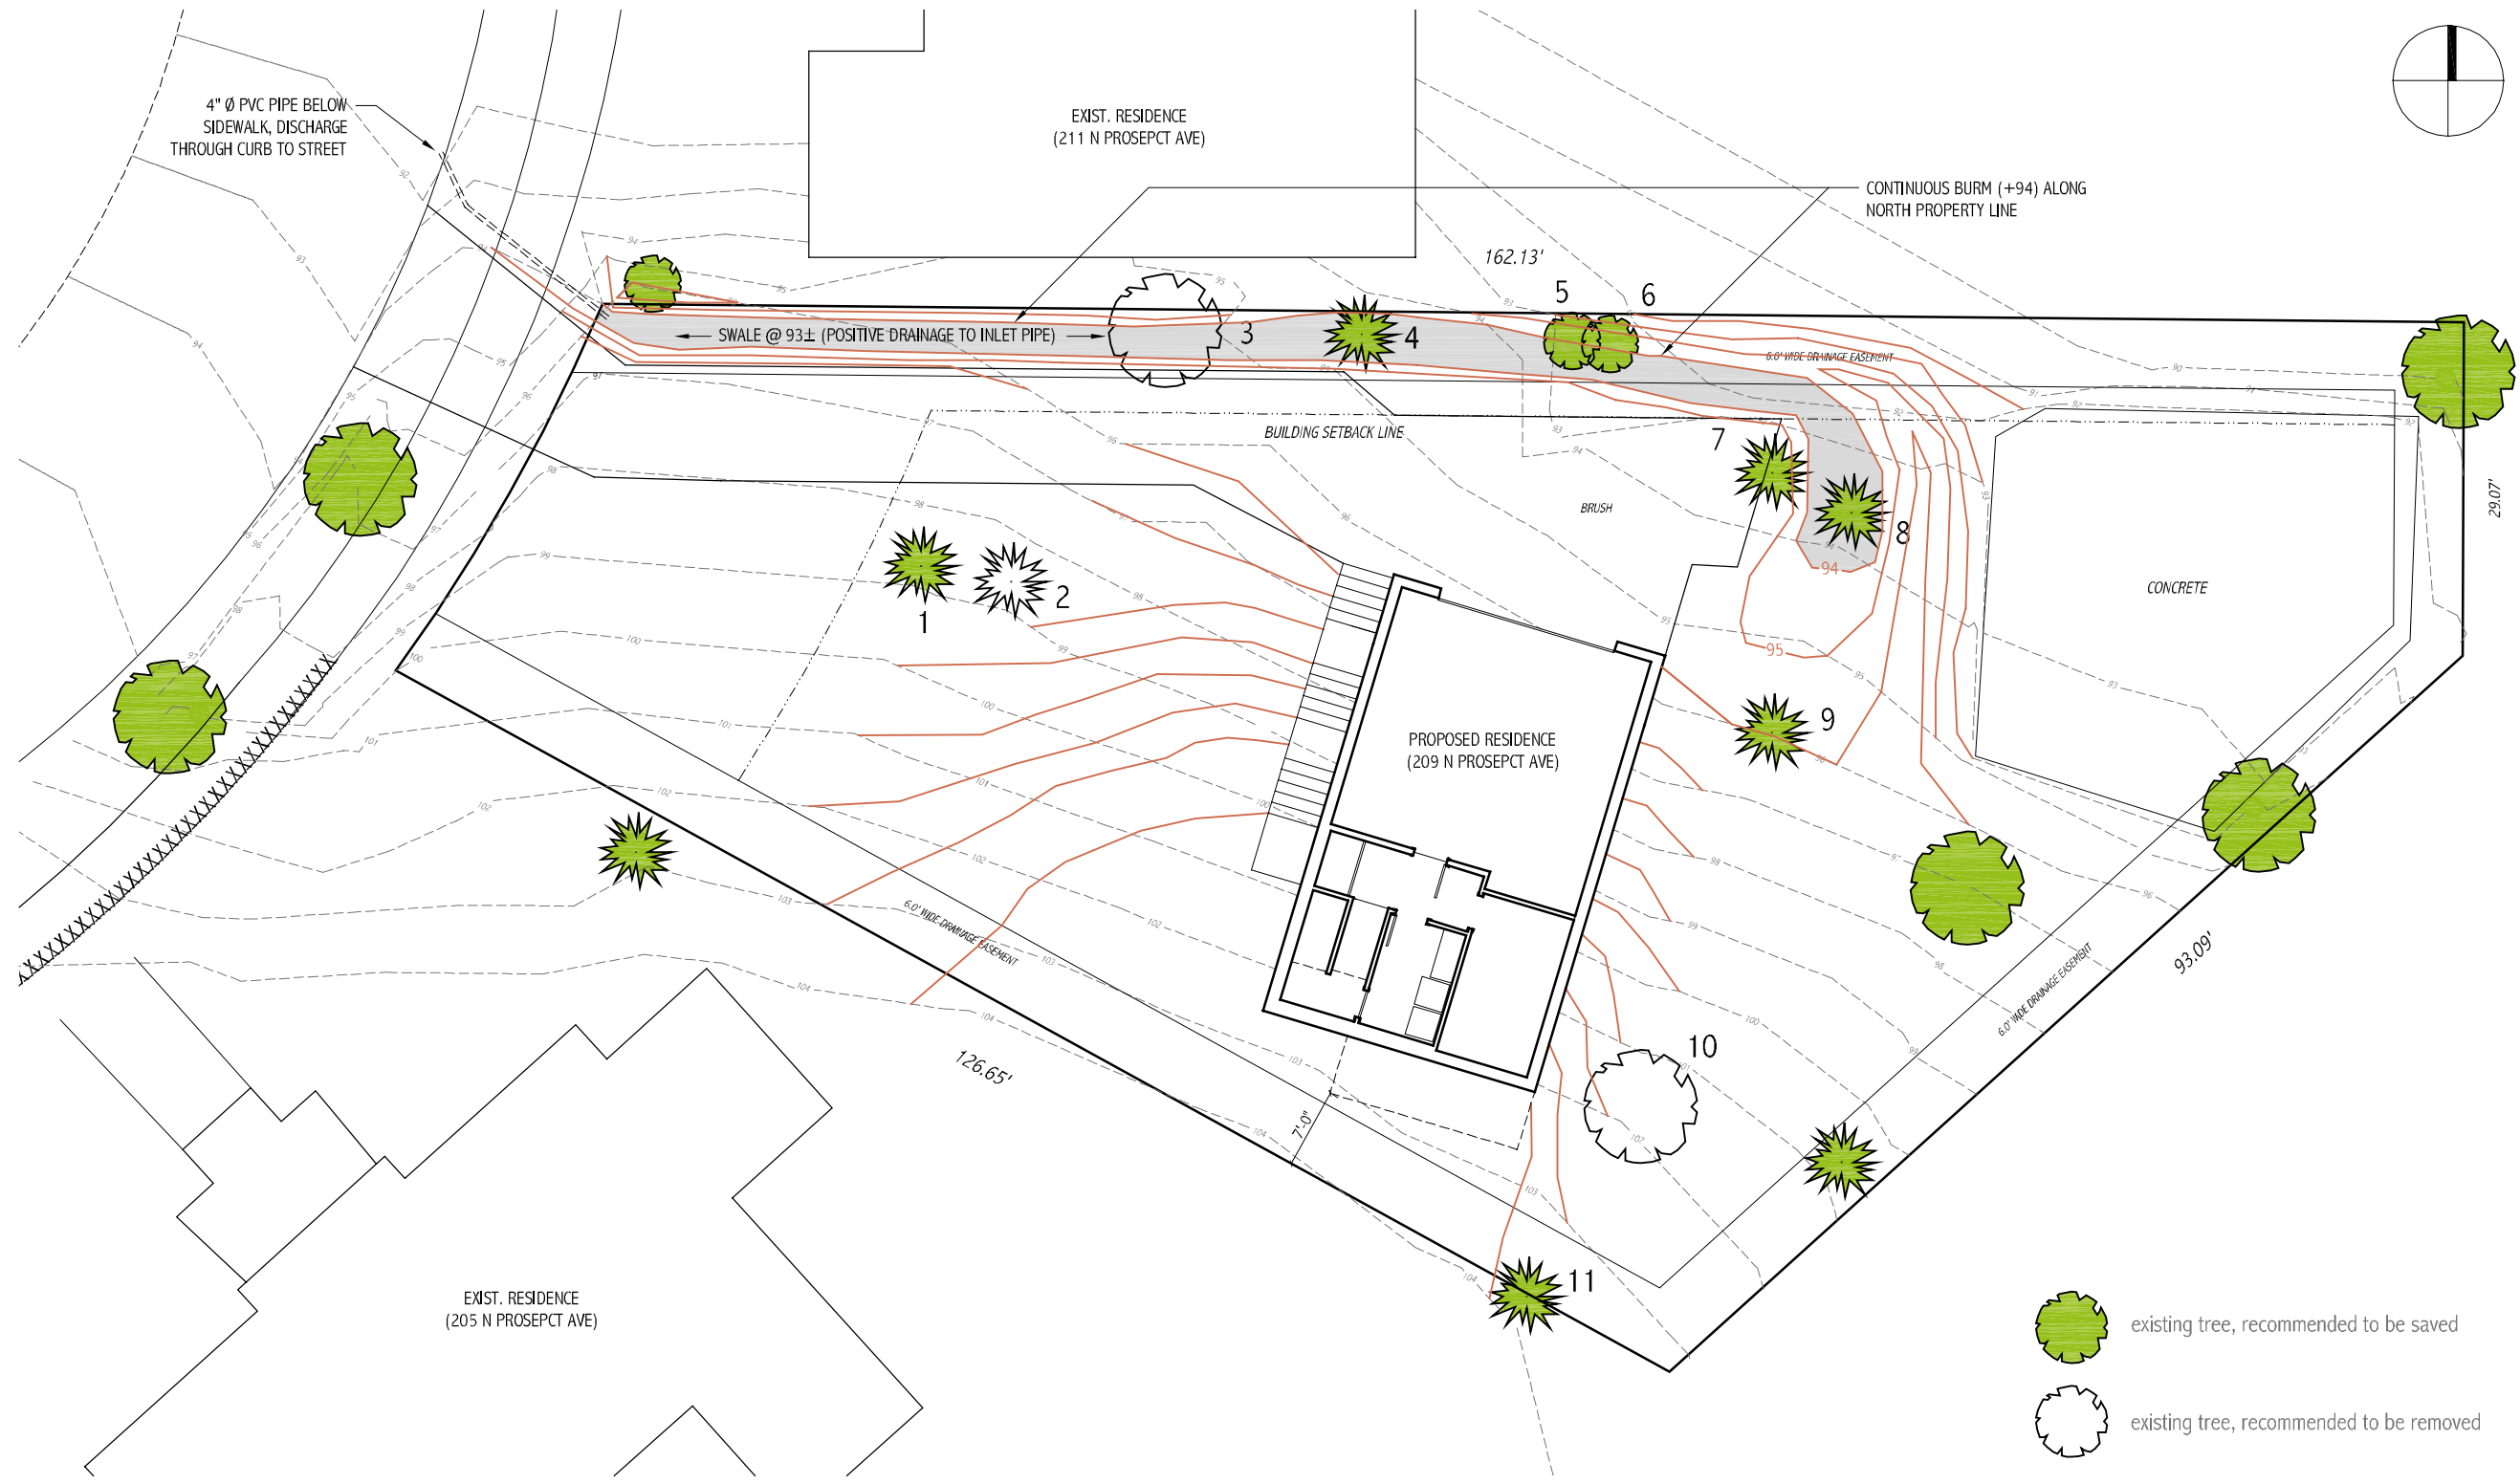 4" Ø PVC PIPE BELOW
SIDEWALK, DISCHARGE
THROUGH CURB TO STREET
EXIST. RESIDENCE
(211 N PROSEPCT AVE)
CONTINUOUS BURM (+94) ALONG
NORTH PROPERTY LINE
162.13'
SWALE @ 93± (POSITIVE DRAINAGE TO INLET PIPE)
3
4
5
6
6.0' WIDE DRAINAGE EASEMENT
BUILDING SETBACK LINE
7
BRUSH
8
94
29.07'
CONCRETE
1
2
95
9
PROPOSED RESIDENCE
(209 N PROSEPCT AVE)
6.0' WIDE DRAINAGE EASEMENT
93.09'
6.0' WIDE DRAINAGE EASEMENT
126.65'
10
7'-0"
11
EXIST. RESIDENCE
(205 N PROSEPCT AVE)
existing tree, recommended to be saved
existing tree, recommended to be removed